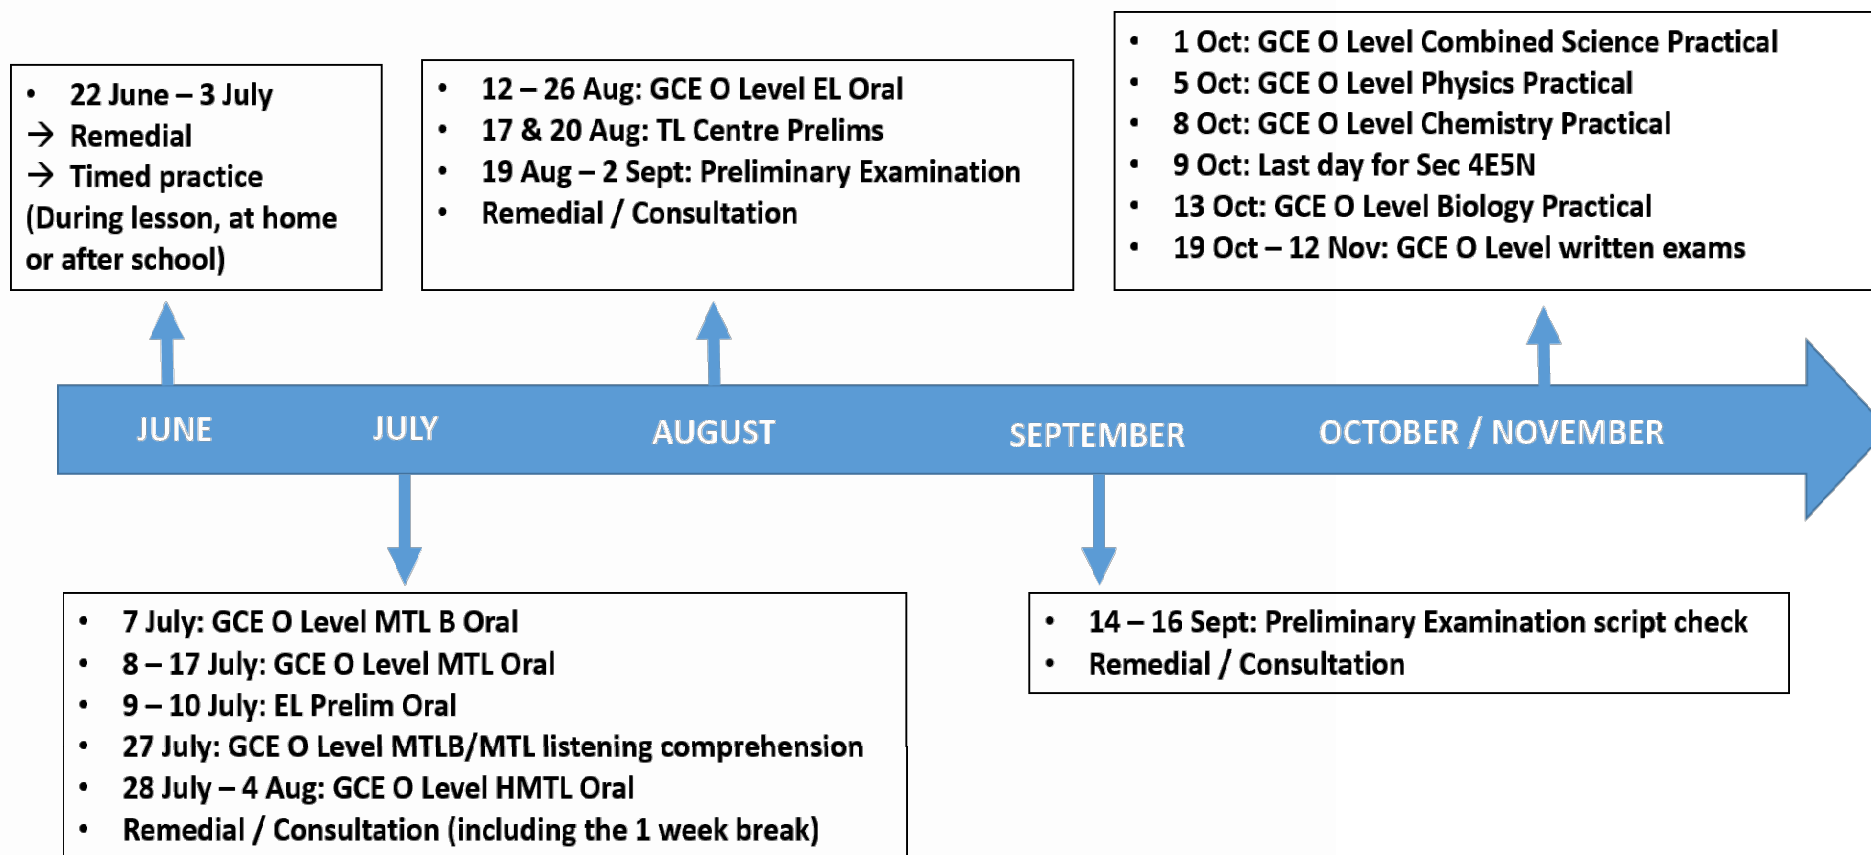 • 22 June – 3 July
→ Remedial
→ Timed practice
(During lesson, at home
or after school)
• 12 – 26 Aug: GCE O Level EL Oral
• 17 & 20 Aug: TL Centre Prelims
• 19 Aug – 2 Sept: Preliminary Examination
• Remedial / Consultation
• 1 Oct: GCE O Level Combined Science Practical
• 5 Oct: GCE O Level Physics Practical
• 8 Oct: GCE O Level Chemistry Practical
• 9 Oct: Last day for Sec 4E5N
• 13 Oct: GCE O Level Biology Practical
• 19 Oct – 12 Nov: GCE O Level written exams
JUNE
JULY
AUGUST
SEPTEMBER
OCTOBER / NOVEMBER
• 7 July: GCE O Level MTL B Oral
• 8 – 17 July: GCE O Level MTL Oral
• 9 – 10 July: EL Prelim Oral
• 27 July: GCE O Level MTLB/MTL listening comprehension
• 28 July – 4 Aug: GCE O Level HMTL Oral
• Remedial / Consultation (including the 1 week break)
• 14 – 16 Sept: Preliminary Examination script check
• Remedial / Consultation